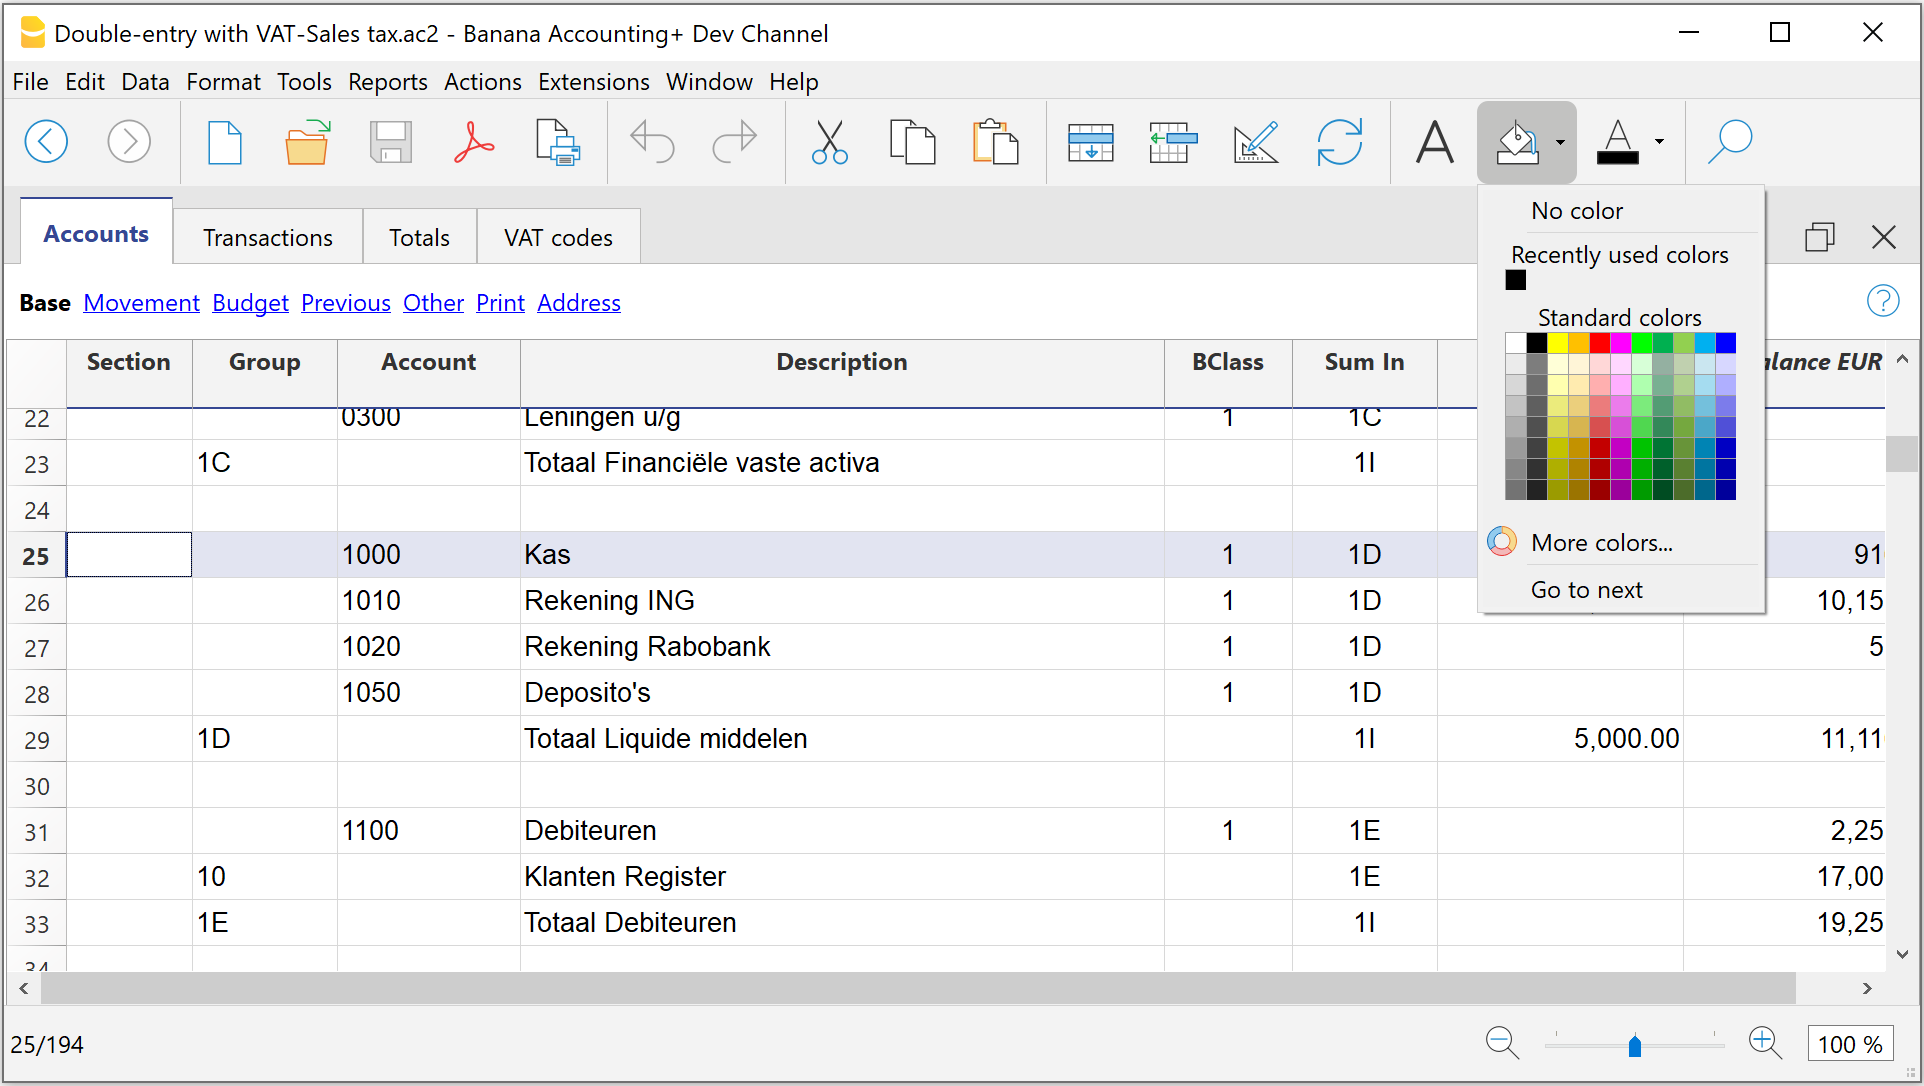 Double-entry with VAT-Sales tax.ac2 - Banana Accounting+ Dev Channel
File Edit Data Format Tools Reports Actions Extensions Window Help
A A
Accounts Transactions Totals VAT codes
No color
Recently used colors
Standard colors
More colors...
Go to next
Base Movement Budget Previous Other Print Address ?
Section Group Account Description BClass Sum In alance EUR
22 0300 Leningen u/g 1 1C
23 1C Totaal Financiële vaste activa 1I
24
25 1000 Kas 1 1D 91
26 1010 Rekening ING 1 1D 10,15
27 1020 Rekening Rabobank 1 1D 5
28 1050 Deposito's 1 1D
29 1D Totaal Liquide middelen 1I 5,000.00 11,11
30
31 1100 Debiteuren 1 1E 2,25
32 10 Klanten Register 1E 17,00
33 1E Totaal Debiteuren 1I 19,25
34
25/194 100 %